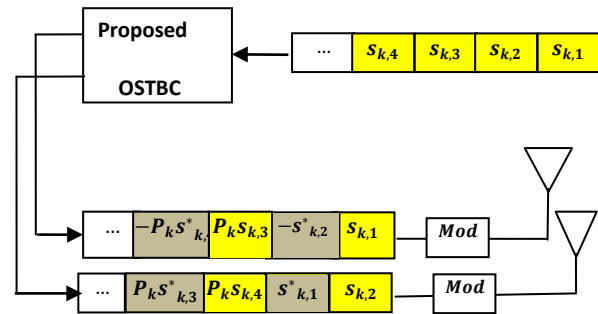 Proposed
OSTBC
... s_{k,4} s_{k,3} s_{k,2} s_{k,1}
... -P_k s^*_{k, P_k s_{k,3} -s^*_{k,2} s_{k,1} Mod
... P_k s^*_{k,3} P_k s_{k,4} s^*_{k,1} s_{k,2} Mod